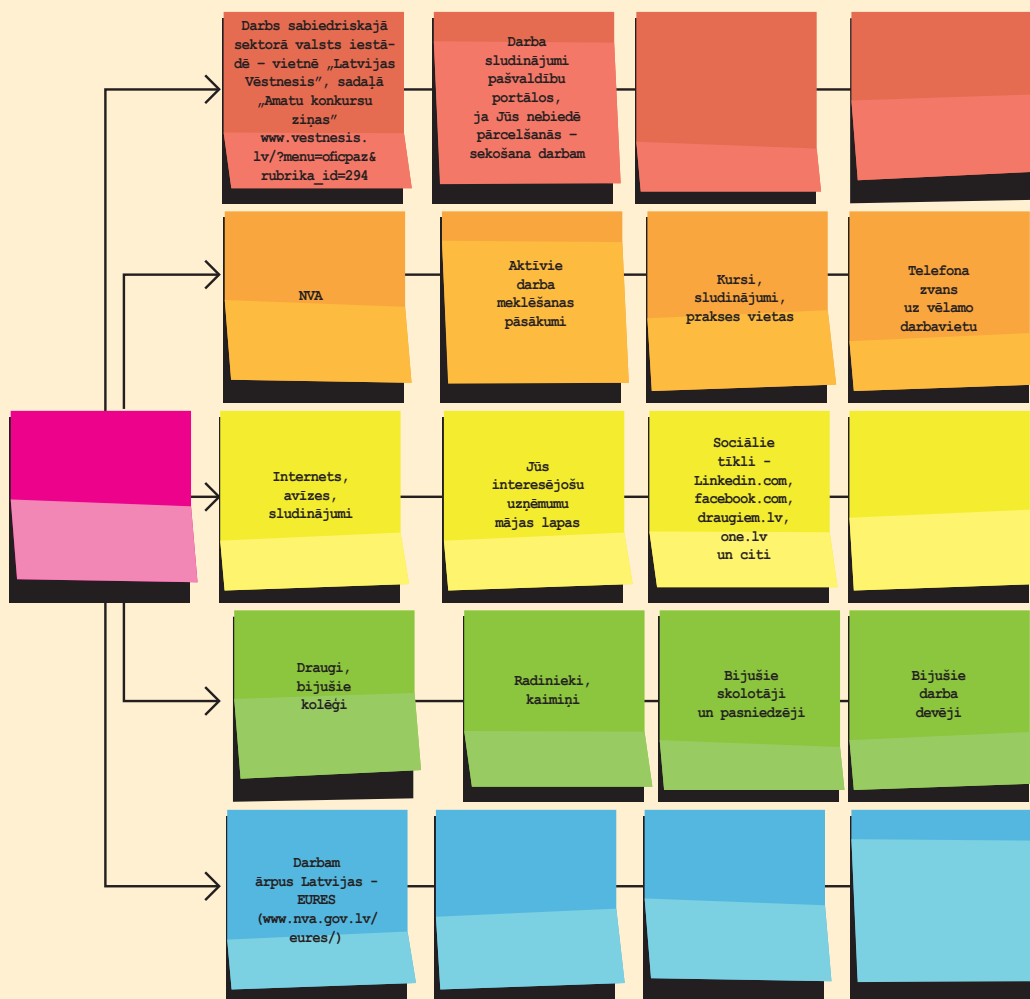 Darbs sabiedriskajā
sektorā valsts iestā-
dē – vietnē „Latvijas
Vēstnesis”, sadaļā
„Amatu konkursu
ziņas”
www.vestnesis.
lv/?menu=oficpaz&
rubrika_id=294
Darba
sludinājumi
pašvaldību
portālos,
ja Jūs nebiedē
pārcelšanās –
sekošana darbam
NVA
Aktīvie
darba
meklēšanas
pāsākumi
Kursi,
sludinājumi,
prakses vietas
Telefona
zvans
uz vēlamo
darbavietu
Internets,
avīzes,
sludinājumi
Jūs
interesējošu
uzņēmumu
mājas lapas
Sociālie
tīkli –
Linkedin.com,
facebook.com,
draugiem.lv,
one.lv
un citi
Draugi,
bijušie
kolēģi
Radinieki,
kaimiņi
Bijušie
skolotāji
un pasniedzēji
Bijušie
darba
devēji
Darbam
ārpus Latvijas –
EURES
(www.nva.gov.lv/
eures/)